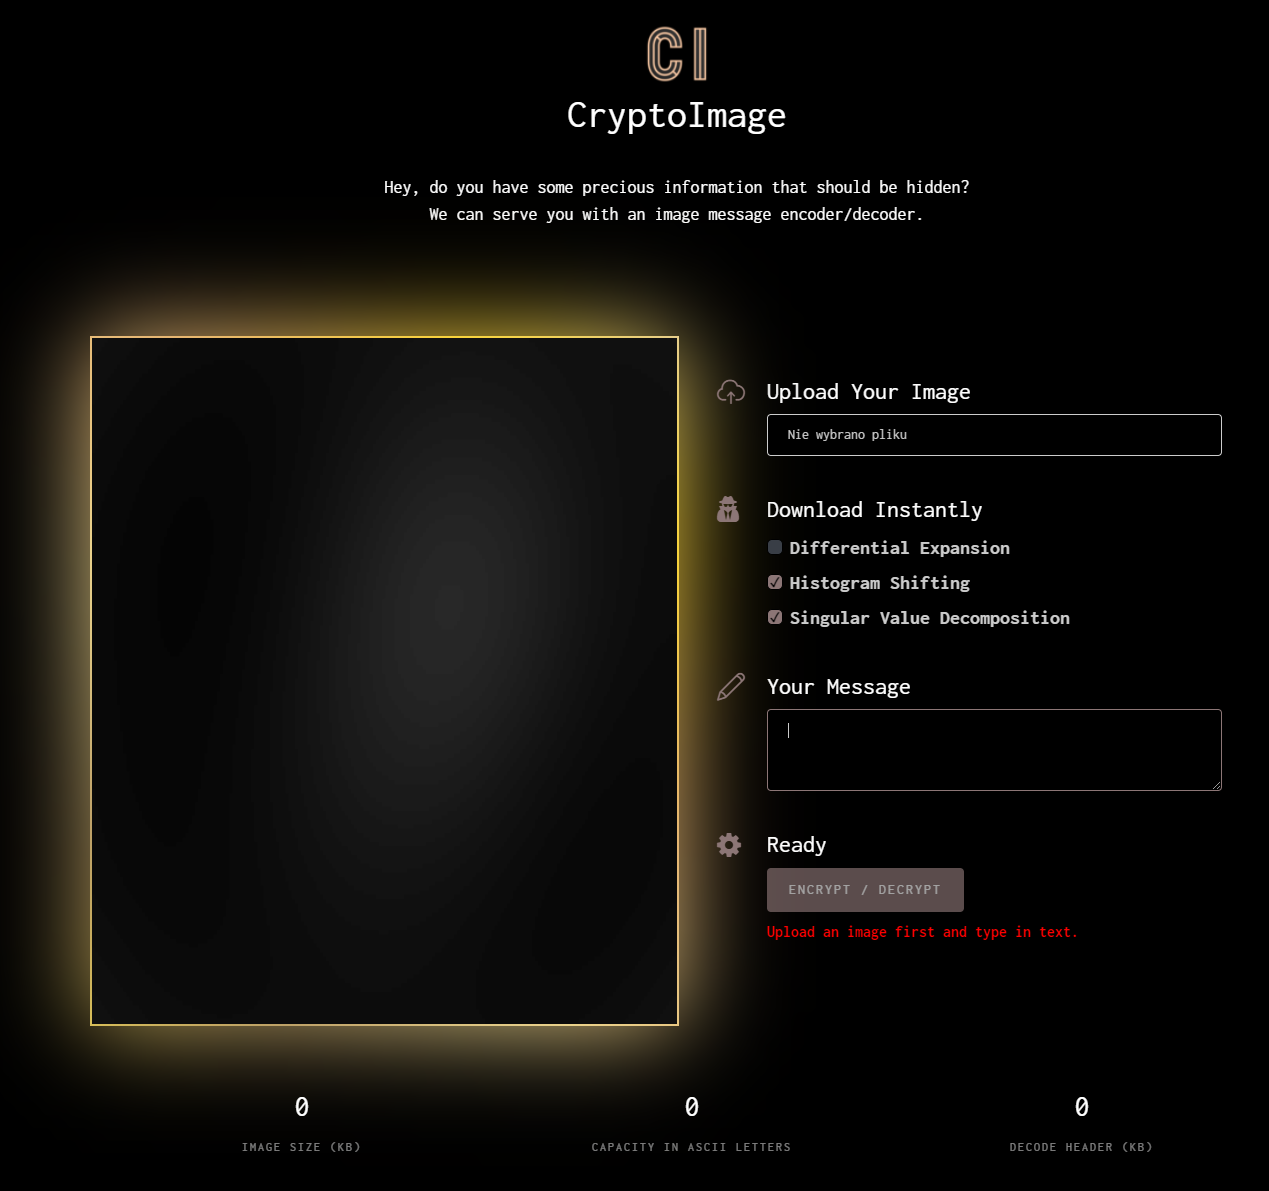 CI
CryptoImage
Hey, do you have some precious information that should be hidden?
We can serve you with an image message encoder/decoder.
Upload Your Image
Nie wybrano pliku
Download Instantly
Differential Expansion
Histogram Shifting
Singular Value Decomposition
Your Message
Ready
ENCRYPT / DECRYPT
Upload an image first and type in text.
0
IMAGE SIZE (KB)
0
CAPACITY IN ASCII LETTERS
0
DECODE HEADER (KB)